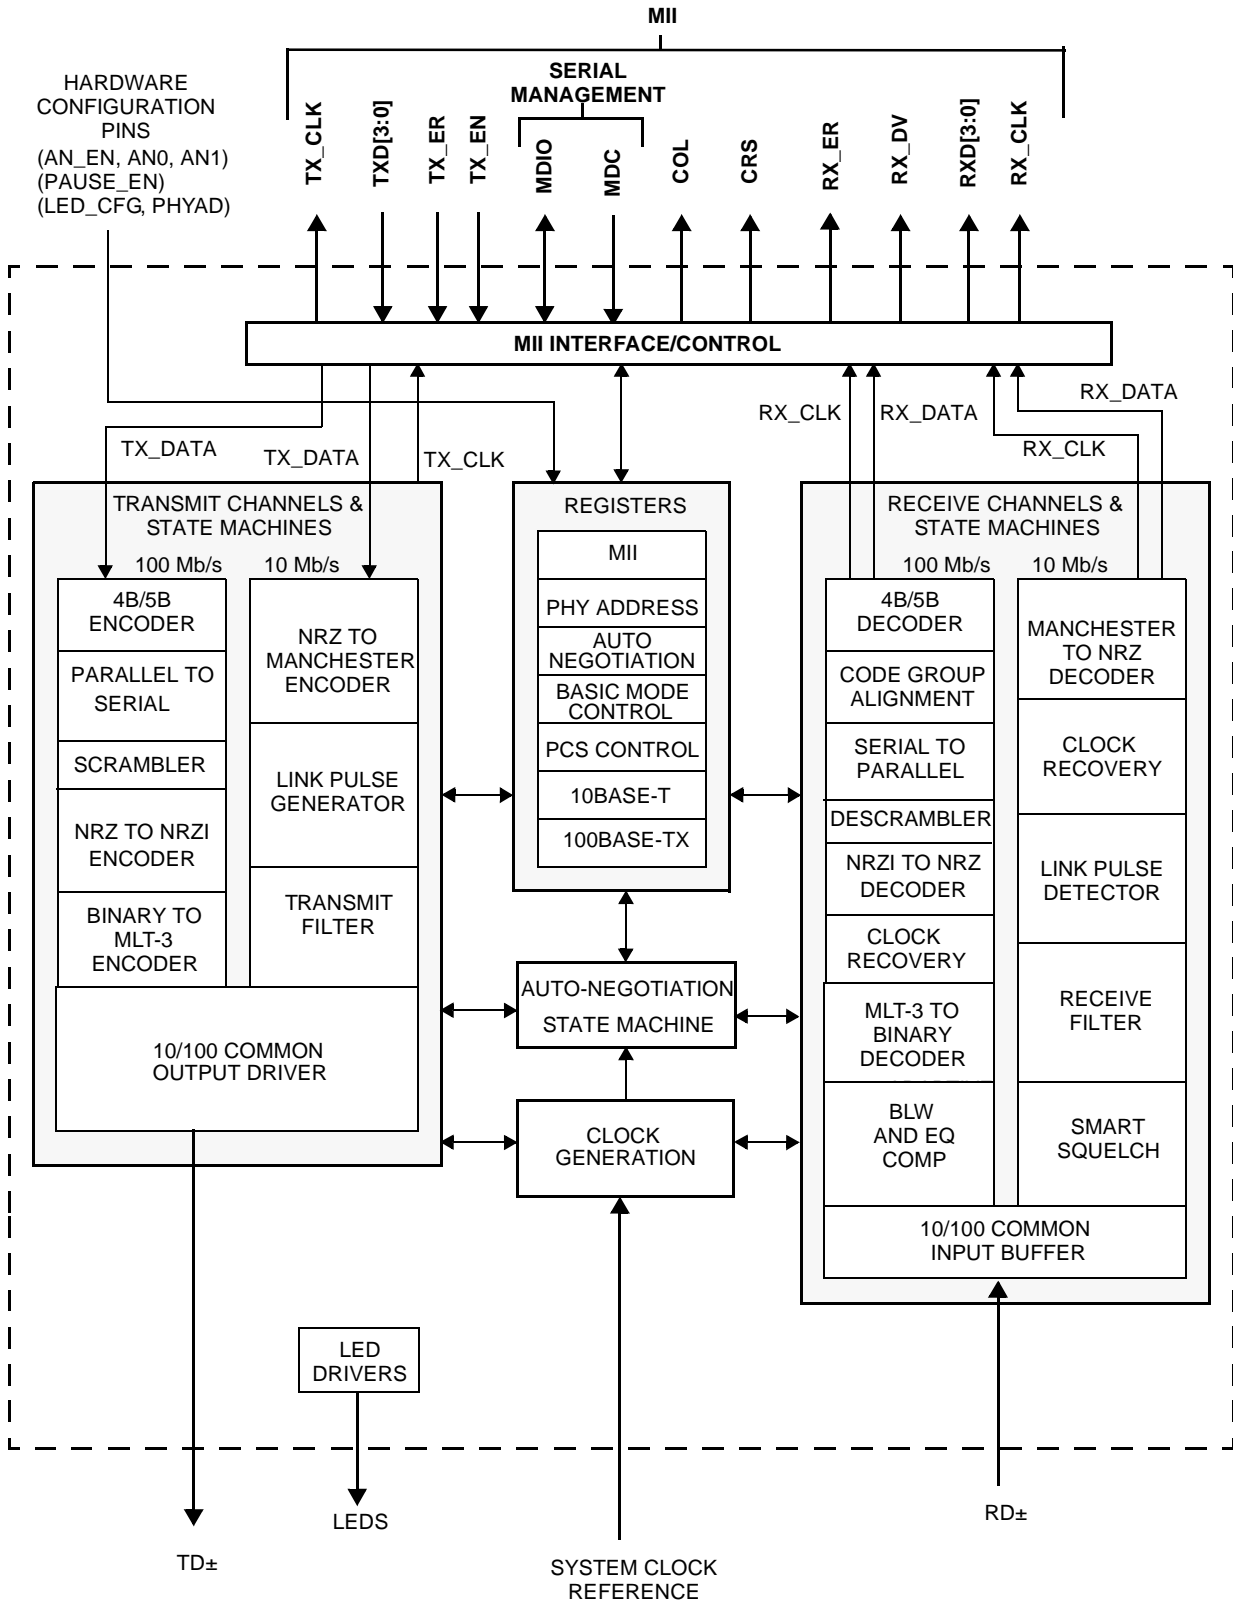 MII
SERIAL
MANAGEMENT
HARDWARE
CONFIGURATION
PINS
(AN_EN, AN0, AN1)
(PAUSE_EN)
(LED_CFG, PHYAD)
TX_CLK
TXD[3:0]
TX_ER
TX_EN
MDIO
MDC
COL
CRS
RX_ER
RX_DV
RXD[3:0]
RX_CLK
MII INTERFACE/CONTROL
TX_DATA
TX_DATA
TX_CLK
RX_CLK
RX_DATA
RX_CLK
RX_DATA
TRANSMIT CHANNELS &
STATE MACHINES
100 Mb/s
10 Mb/s
4B/5B
ENCODER
PARALLEL TO
SERIAL
SCRAMBLER
NRZ TO NRZI
ENCODER
BINARY TO
MLT-3
ENCODER
NRZ TO
MANCHESTER
ENCODER
LINK PULSE
GENERATOR
TRANSMIT
FILTER
10/100 COMMON
OUTPUT DRIVER
REGISTERS
MII
PHY ADDRESS
AUTO
NEGOTIATION
BASIC MODE
CONTROL
PCS CONTROL
10BASE-T
100BASE-TX
AUTO-NEGOTIATION
STATE MACHINE
CLOCK
GENERATION
RECEIVE CHANNELS &
STATE MACHINES
100 Mb/s
10 Mb/s
4B/5B
DECODER
CODE GROUP
ALIGNMENT
SERIAL TO
PARALLEL
DESCRAMBLER
NRZI TO NRZ
DECODER
CLOCK
RECOVERY
MLT-3 TO
BINARY
DECODER
BLW
AND EQ
COMP
MANCHESTER
TO NRZ
DECODER
CLOCK
RECOVERY
LINK PULSE
DETECTOR
RECEIVE
FILTER
SMART
SQUELCH
10/100 COMMON
INPUT BUFFER
LED
DRIVERS
TD±
LEDS
SYSTEM CLOCK
REFERENCE
RD±